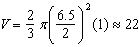 V = 2/3 π(6.5/2)²(1) ≈ 22